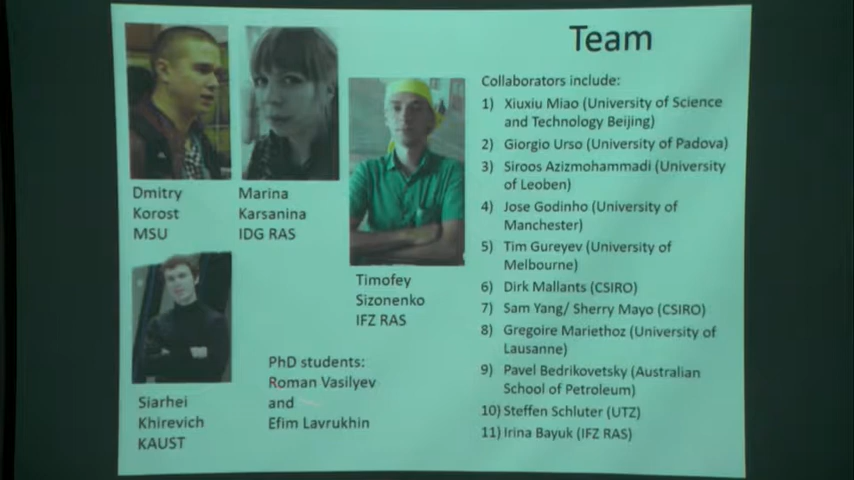 Team
Dmitry
Korost
MSU
Marina
Karsanina
IDG RAS
Timofey
Sizonenko
IFZ RAS
Siarhei
Khirevich
KAUST
PhD students:
Roman Vasilyev
and
Efim Lavrukhin
Collaborators include:
1) Xiuxiu Miao (University of Science
and Technology Beijing)
2) Giorgio Urso (University of Padova)
3) Siroos Azizmohammadi (University
of Leoben)
4) Jose Godinho (University of
Manchester)
5) Tim Gureyev (University of
Melbourne)
6) Dirk Mallants (CSIRO)
7) Sam Yang/ Sherry Mayo (CSIRO)
8) Gregoire Mariethoz (University of
Lausanne)
9) Pavel Bedrikovetsky (Australian
School of Petroleum)
10) Steffen Schluter (UTZ)
11) Irina Bayuk (IFZ RAS)